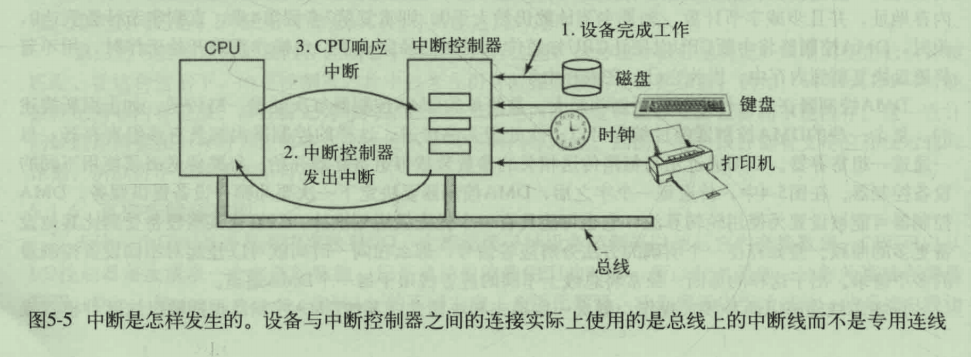 CPU
3. CPU响应
中断
中断控制器
1. 设备完成工作
磁盘
键盘
时钟
打印机
2. 中断控制器
发出中断
总线
图5-5 中断是怎样发生的。设备与中断控制器之间的连接实际上使用的是总线上的中断线而不是专用连线